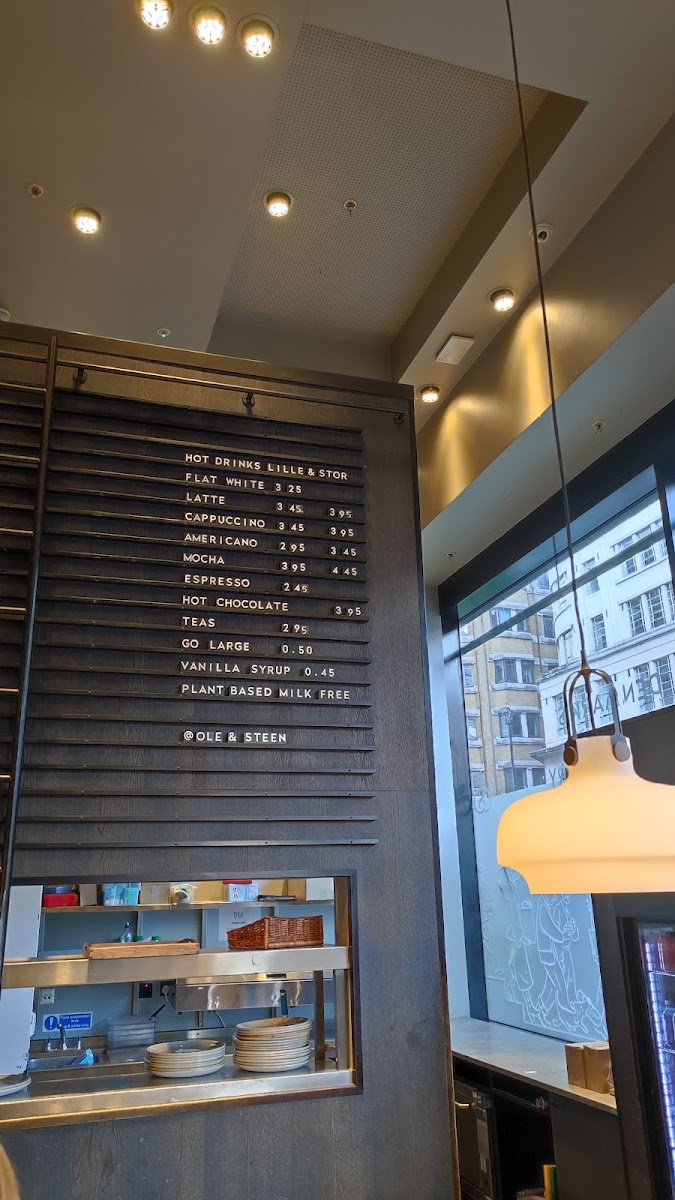 HOT DRINKS LILLE & STOR
FLAT WHITE 3 25
LATTE 3 45 3 95
CAPPUCCINO 3 45 3 95
AMERICANO 2 95 3 45
MOCHA 3 95 4 45
ESPRESSO 2 45
HOT CHOCOLATE 3 95
TEAS 2 95
GO LARGE 0.50
VANILLA SYRUP 0.45
PLANT BASED MILK FREE
@OLE & STEEN